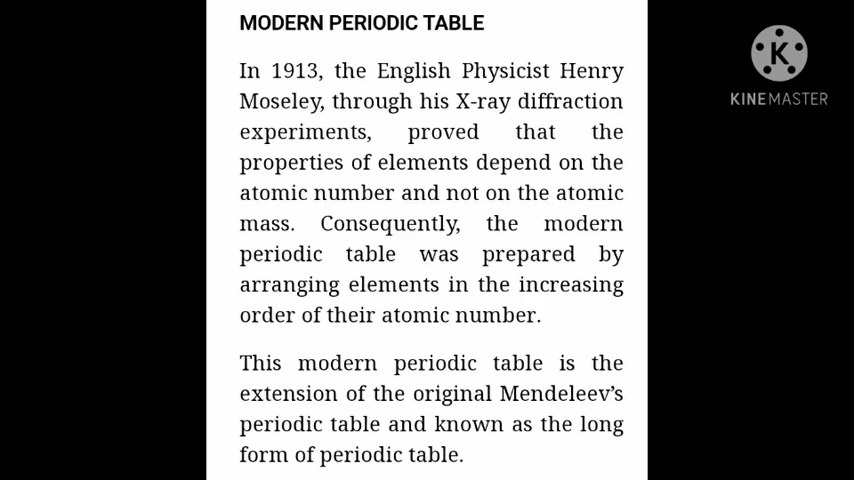 MODERN PERIODIC TABLE
In 1913, the English Physicist Henry
Moseley, through his X-ray diffraction
experiments, proved that the
properties of elements depend on the
atomic number and not on the atomic
mass. Consequently, the modern
periodic table was prepared by
arranging elements in the increasing
order of their atomic number.
This modern periodic table is the
extension of the original Mendeleev’s
periodic table and known as the long
form of periodic table.
K
KINEMASTER